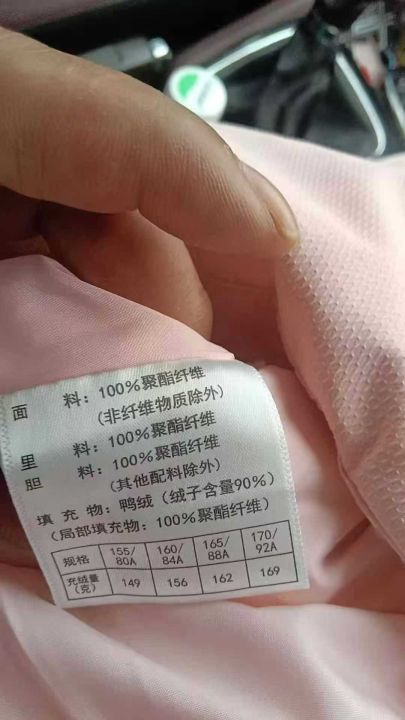 面 料：100%聚酯纤维
（非纤维物质除外）
里 料：100%聚酯纤维
胆 料：100%聚酯纤维
（其他配料除外）
填 充 物：鸭绒（绒子含量90%）
（局部填充物：100%聚酯纤维）
规格 155/80A 160/84A 165/88A 170/92A
充绒量（克） 149 156 162 169